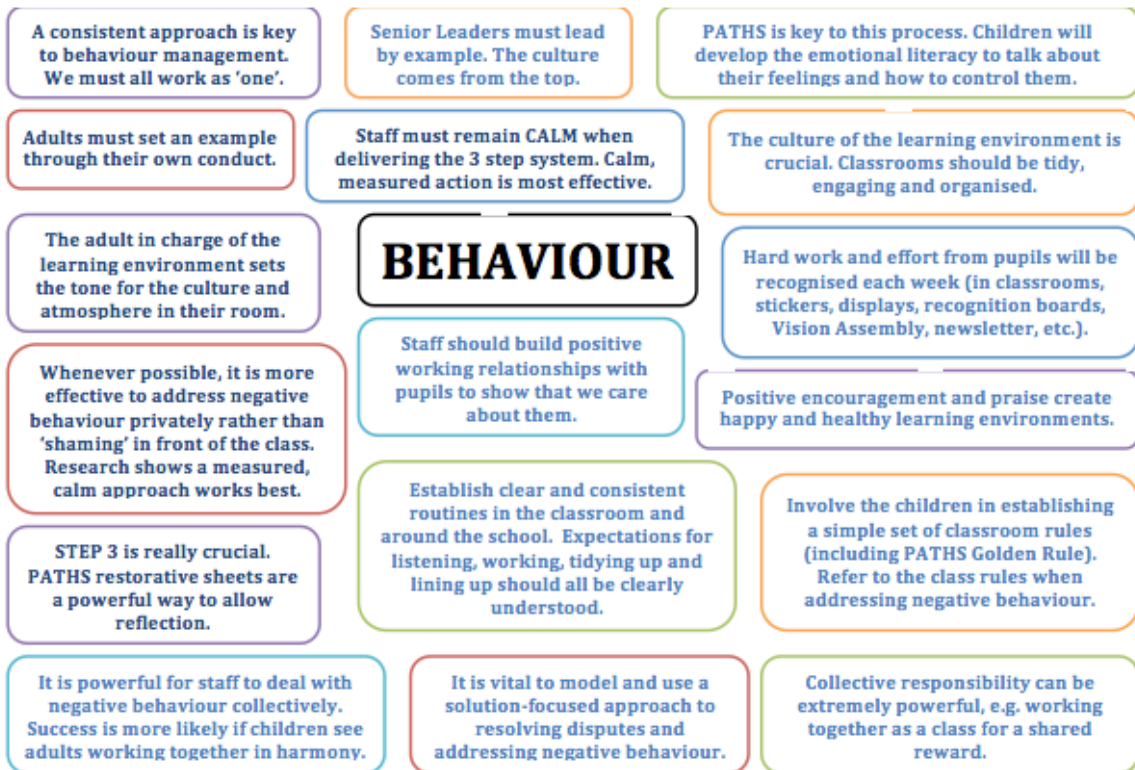 A consistent approach is key
to behaviour management.
We must all work as ‘one’.
Senior Leaders must lead
by example. The culture
comes from the top.
PATHS is key to this process. Children will
develop the emotional literacy to talk about
their feelings and how to control them.
Adults must set an example
through their own conduct.
Staff must remain CALM when
delivering the 3 step system. Calm,
measured action is most effective.
The culture of the learning environment is
crucial. Classrooms should be tidy,
engaging and organised.
The adult in charge of the
learning environment sets
the tone for the culture and
atmosphere in their room.
BEHAVIOUR
Hard work and effort from pupils will be
recognised each week (in classrooms,
stickers, displays, recognition boards,
Vision Assembly, newsletter, etc.).
Staff should build positive
working relationships with
pupils to show that we care
about them.
Whenever possible, it is more
effective to address negative
behaviour privately rather than
‘shaming’ in front of the class.
Research shows a measured,
calm approach works best.
Positive encouragement and praise create
happy and healthy learning environments.
Establish clear and consistent
routines in the classroom and
around the school. Expectations for
listening, working, tidying up and
lining up should all be clearly
understood.
Involve the children in establishing
a simple set of classroom rules
(including PATHS Golden Rule).
Refer to the class rules when
addressing negative behaviour.
STEP 3 is really crucial.
PATHS restorative sheets are
a powerful way to allow
reflection.
It is powerful for staff to deal with
negative behaviour collectively.
Success is more likely if children see
adults working together in harmony.
It is vital to model and use a
solution-focused approach to
resolving disputes and
addressing negative behaviour.
Collective responsibility can be
extremely powerful, e.g. working
together as a class for a shared
reward.